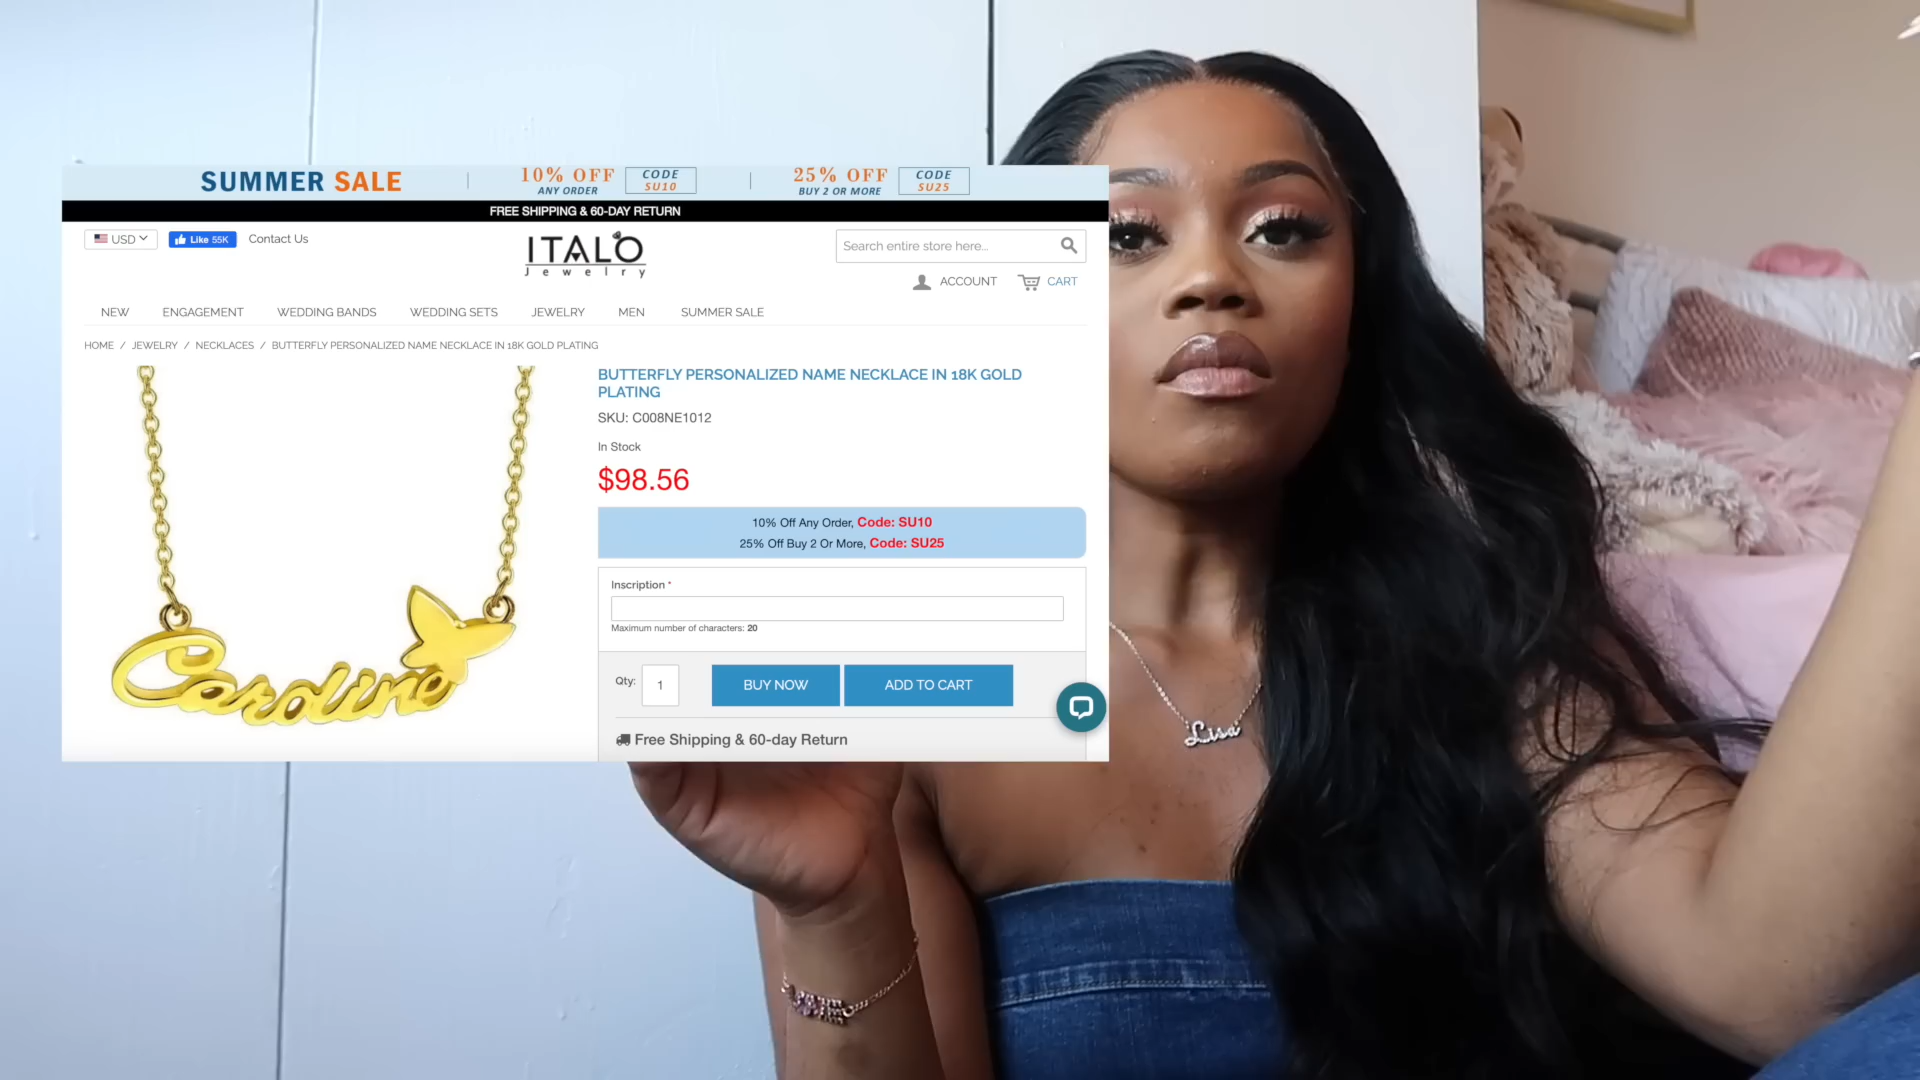 SUMMER SALE
10% OFF
ANY ORDER
CODE
SU10
25% OFF
BUY 2 OR MORE
CODE
SU25
FREE SHIPPING & 60-DAY RETURN
USD
Like 55K
Contact Us
ITALO
Jewelry
Search entire store here...
ACCOUNT
CART
NEW ENGAGEMENT WEDDING BANDS WEDDING SETS JEWELRY MEN SUMMER SALE
HOME / JEWELRY / NECKLACES / BUTTERFLY PERSONALIZED NAME NECKLACE IN 18K GOLD PLATING
BUTTERFLY PERSONALIZED NAME NECKLACE IN 18K GOLD
PLATING
SKU: C008NE1012
In Stock
$98.56
10% Off Any Order, Code: SU10
25% Off Buy 2 Or More, Code: SU25
Inscription *
Maximum number of characters: 20
Qty: 1
BUY NOW
ADD TO CART
Free Shipping & 60-day Return
Caroline
Lisa